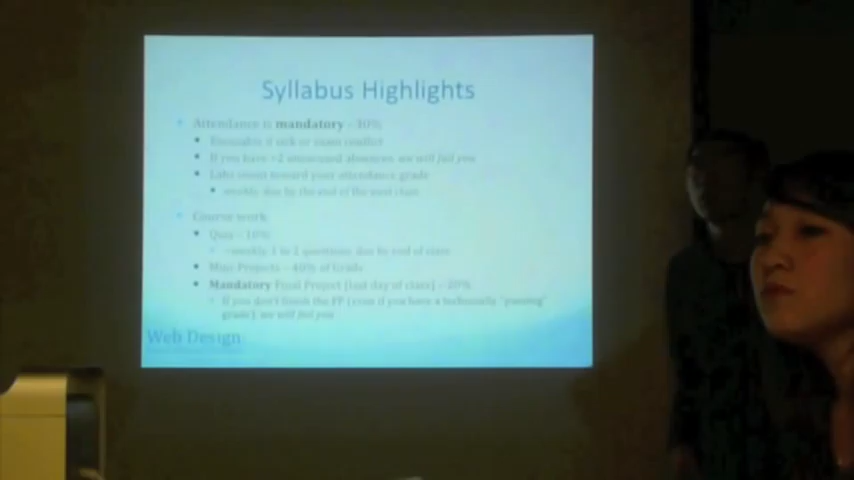 Syllabus Highlights
Attendance is mandatory – 30%
Excusable if sick or exam conflict
If you have >2 unexcused absences, we will fail you
Labs count toward your attendance grade
weekly, due by the end of the next class
Course work
Quiz – 10%
weekly, 1 to 2 questions, due by end of class
Mini Projects – 40% of Grade
Mandatory Final Project (last day of class) – 20%
If you don't finish the FP (even if you have a technically "passing"
grade), we will fail you
Web Design